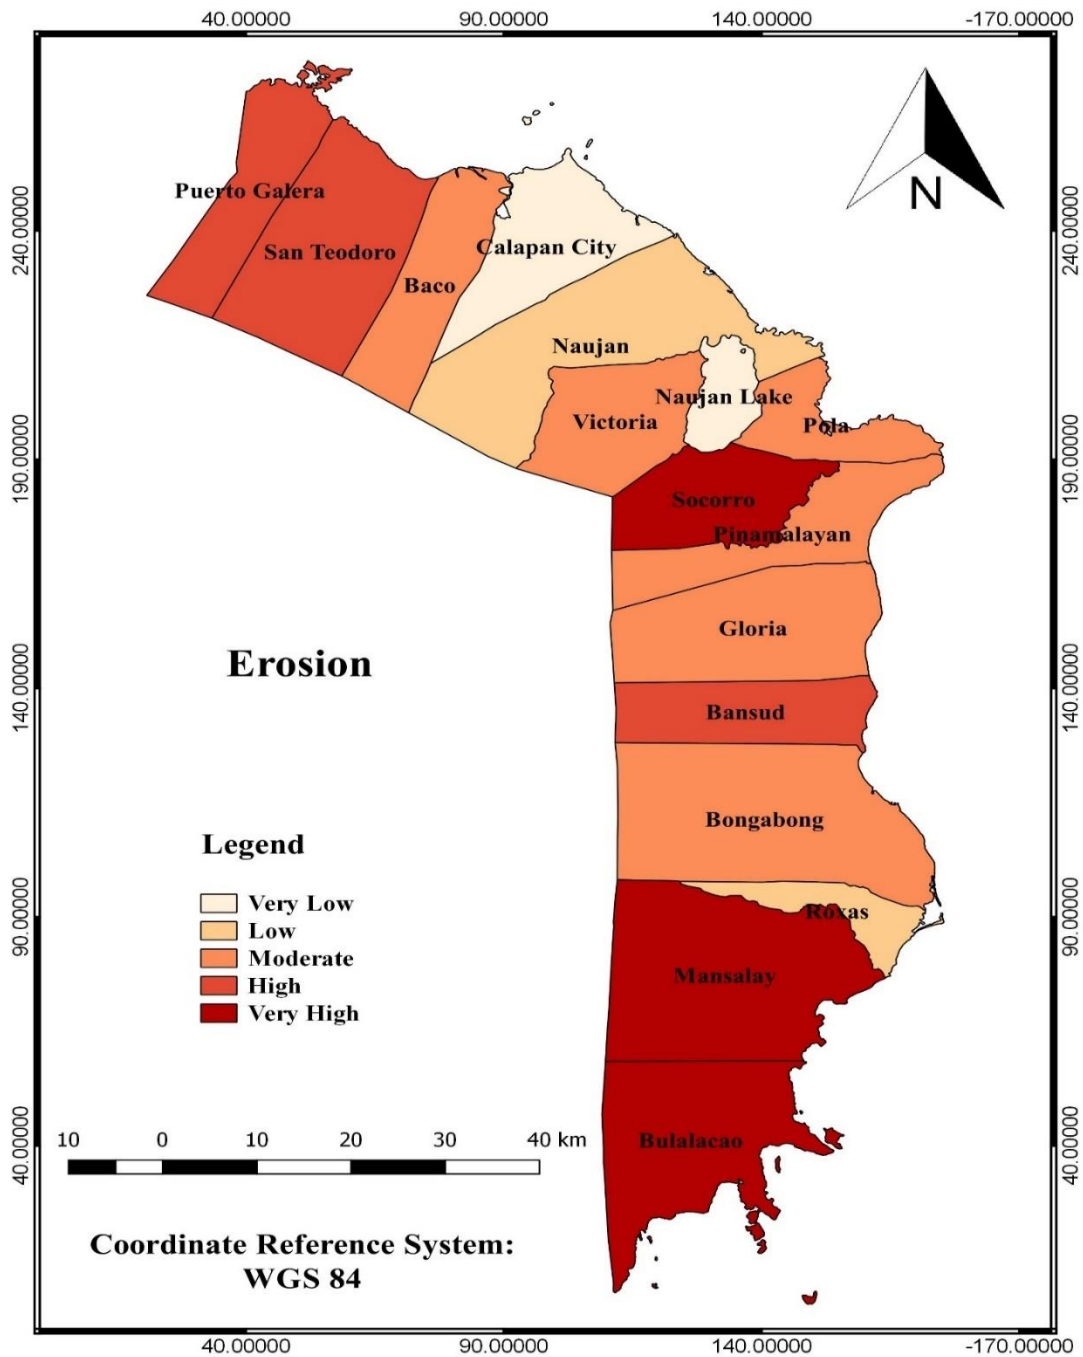 40.00000 90.00000 140.00000 -170.00000
N
240.00000 240.00000
Puerto Galera
San Teodoro
Calapan City
Baco
Naujan
Naujan Lake
Victoria
Pola
190.00000 190.00000
Socorro
Pinamalayan
Gloria
Erosion
140.00000 140.00000
Bansud
Bongabong
Legend
Very Low
Low
Moderate
High
Very High
90.00000 90.00000
Roxas
Mansalay
10 0 10 20 30 40 km
40.00000 40.00000
Bulalacao
Coordinate Reference System:
WGS 84
40.00000 90.00000 140.00000 -170.00000